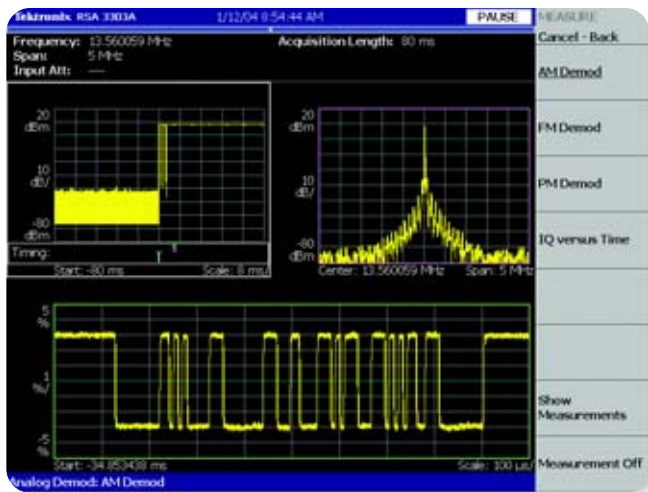 Tektronix RSA 3303A
1/12/04 8:54:44 AM
PAUSE
MEASURE
Frequency: 13.560059 MHz
Acquisition Length: 80 ms
Cancel - Back
Span: 5 MHz
Input Att: ---
AM Demod
20
dBm
10
dB/
-80
dBm
Timing:
Start: -80 ms
Scale: 8 ms/
20
dBm
10
dB/
-80
dBm
Center: 13.560059 MHz
Span: 5 MHz
FM Demod
PM Demod
IQ versus Time
5
%
1
%/
-5
%
Start: -34.853438 ms
Scale: 100 µs/
Show
Measurements
Measurement Off
Analog Demod: AM Demod